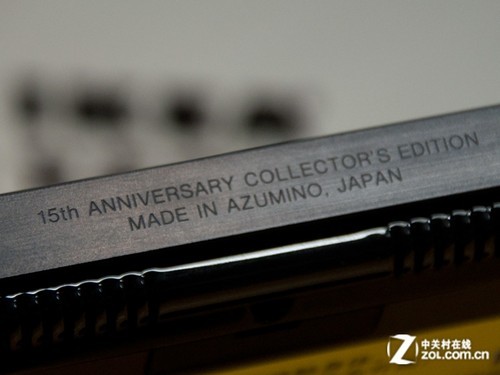 15th ANNIVERSARY COLLECTOR'S EDITION
MADE IN AZUMINO, JAPAN
Z 中关村在线
ZOL.COM.CN